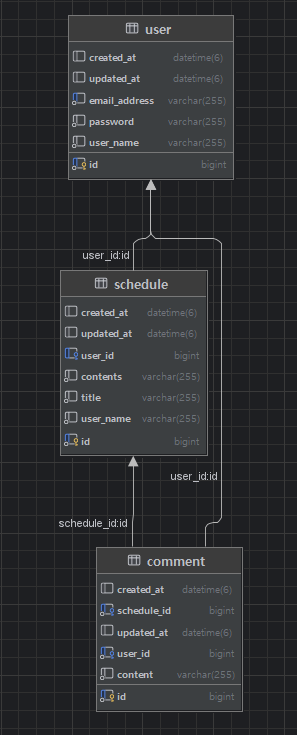 user
created_at datetime(6)
updated_at datetime(6)
email_address varchar(255)
password varchar(255)
user_name varchar(255)
id bigint
user_id:id
schedule
created_at datetime(6)
updated_at datetime(6)
user_id bigint
contents varchar(255)
title varchar(255)
user_name varchar(255)
id bigint
user_id:id
schedule_id:id
comment
created_at datetime(6)
schedule_id bigint
updated_at datetime(6)
user_id bigint
content varchar(255)
id bigint